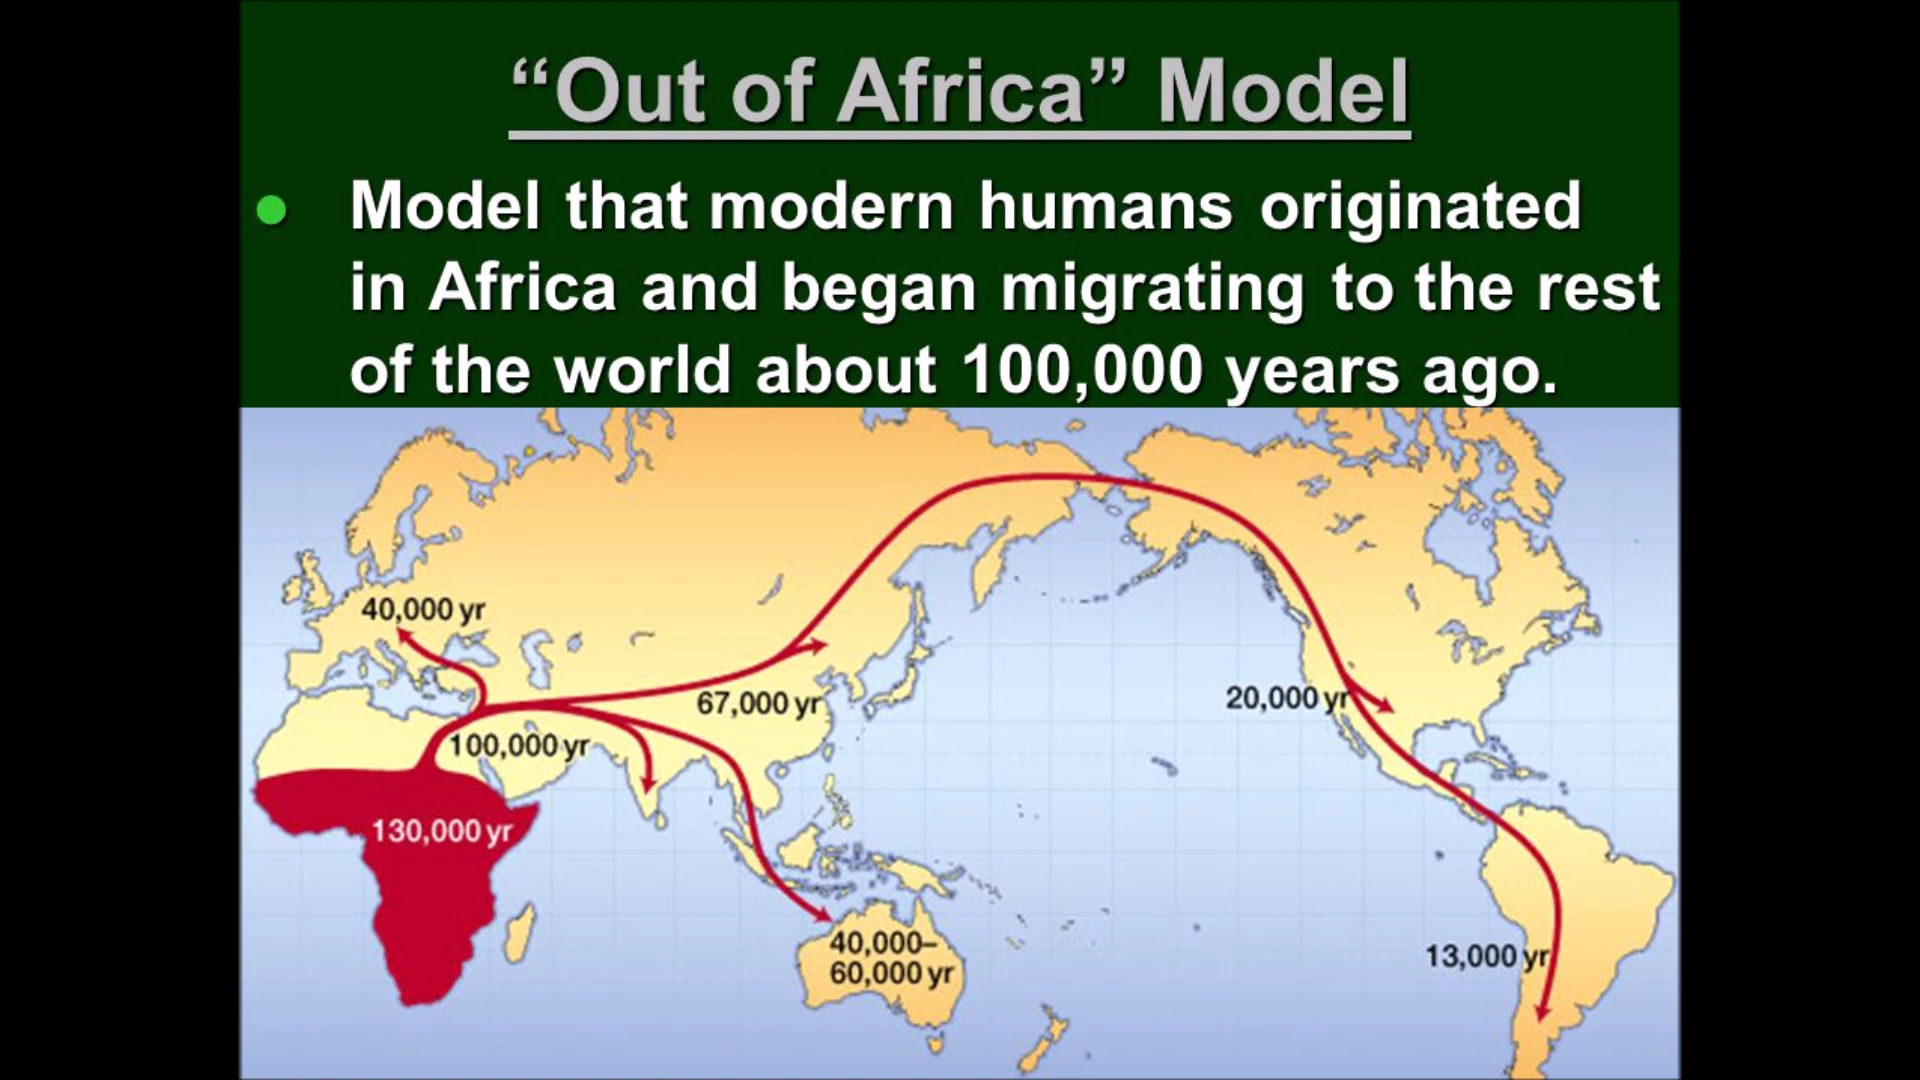 “Out of Africa” Model
● Model that modern humans originated
in Africa and began migrating to the rest
of the world about 100,000 years ago.
40,000 yr
67,000 yr
20,000 yr
100,000 yr
130,000 yr
40,000–
60,000 yr
13,000 yr